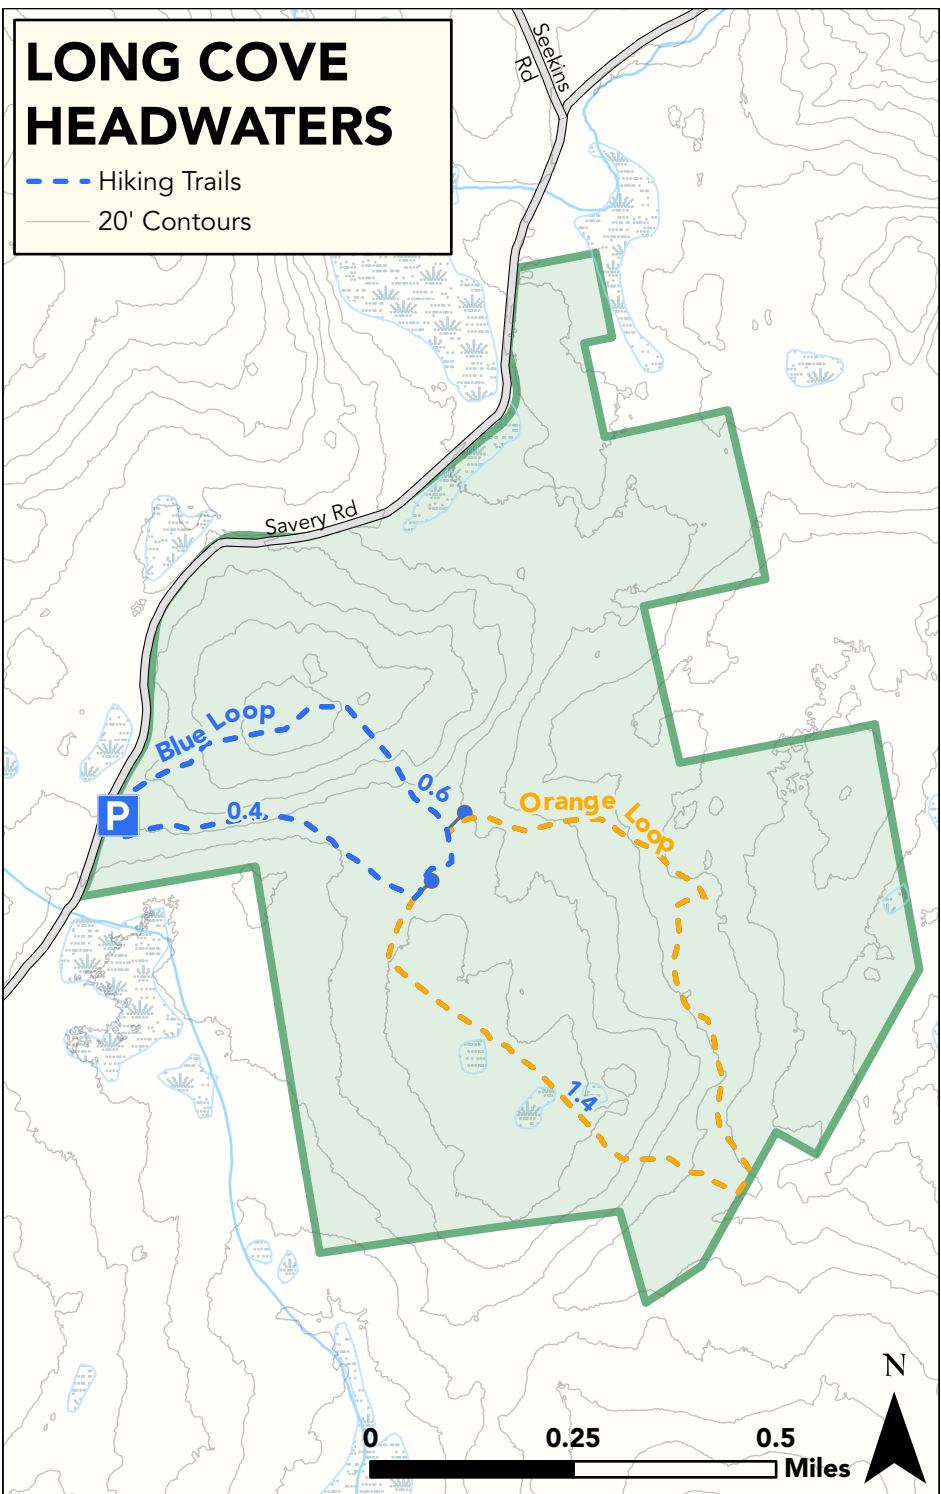 LONG COVE
HEADWATERS
Hiking Trails
20' Contours
Seekins
Rd
Savery Rd
Blue Loop
0.6
Orange Loop
P
0.4
1.4
N
0 0.25 0.5
Miles